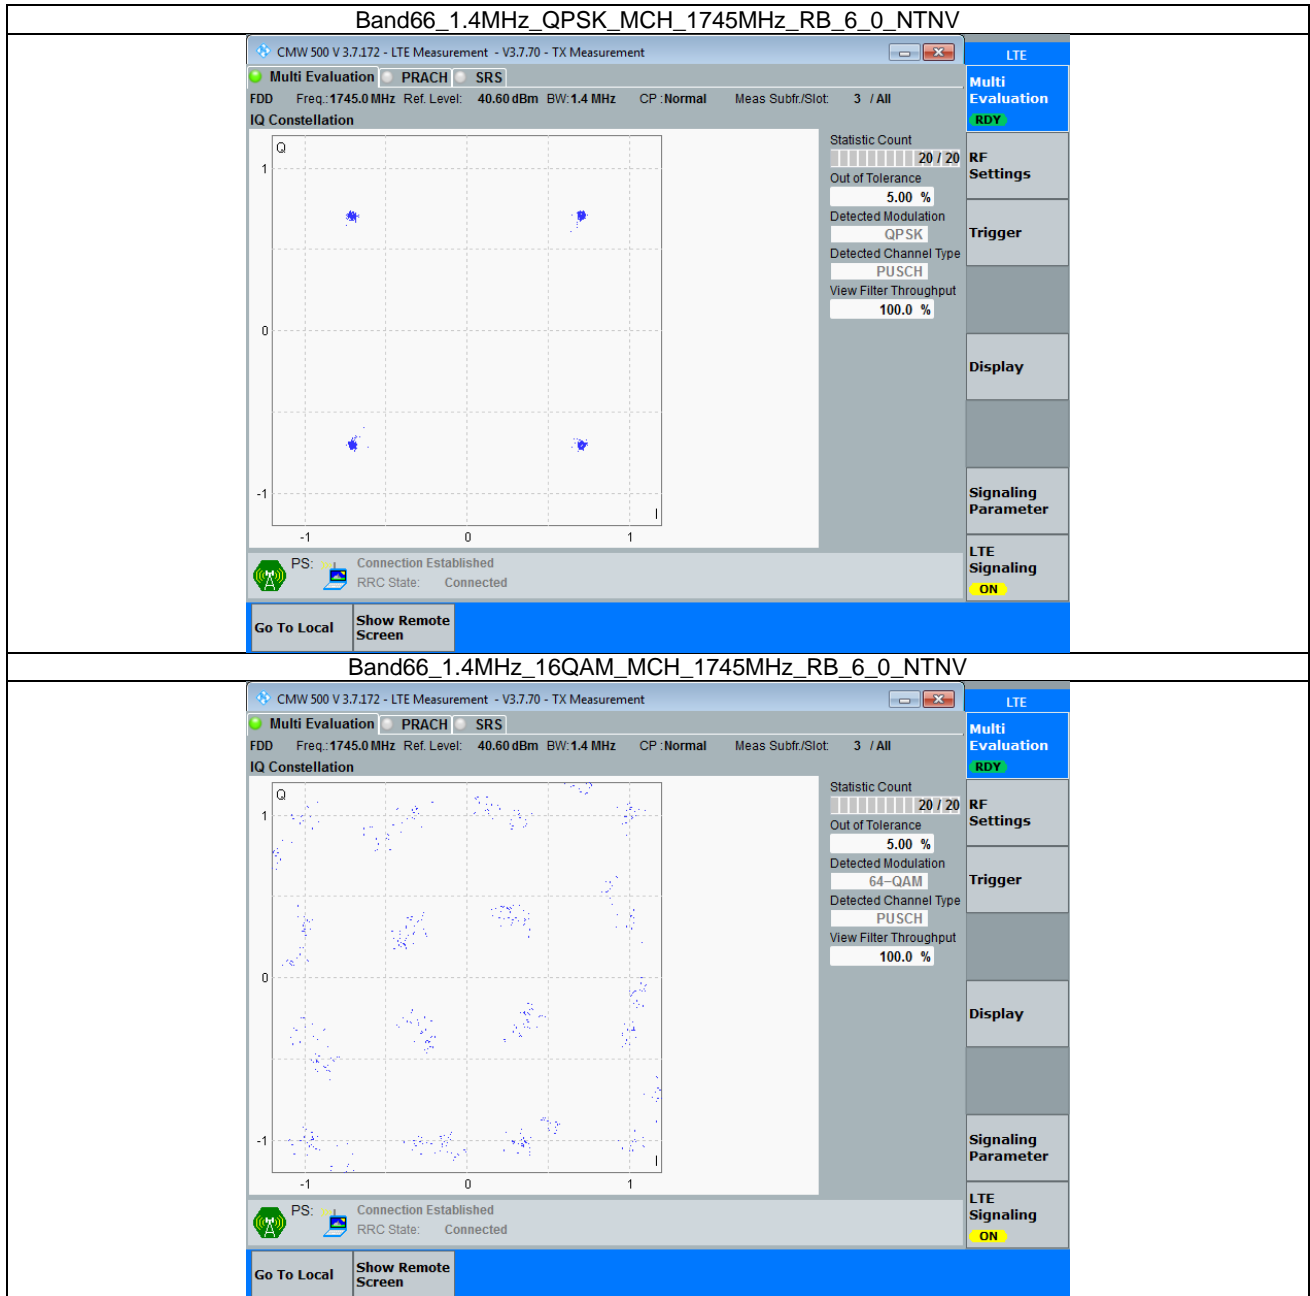 Band66_1.4MHz_QPSK_MCH_1745MHz_RB_6_0_NTNV
CMW 500 V 3.7.172 - LTE Measurement - V3.7.70 - TX Measurement
LTE
Multi Evaluation PRACH SRS
Multi
Evaluation
RDY
FDD Freq.:1745.0 MHz Ref. Level: 40.60 dBm BW:1.4 MHz CP :Normal Meas Subfr./Slot: 3 / All
IQ Constellation
Q
1
0
-1
-1 0 1
I
Statistic Count
20 / 20
Out of Tolerance
5.00 %
Detected Modulation
QPSK
Detected Channel Type
PUSCH
View Filter Throughput
100.0 %
RF
Settings
Trigger
Display
Signaling
Parameter
LTE
Signaling
ON
PS: Connection Established
RRC State: Connected
Go To Local
Show Remote
Screen
Band66_1.4MHz_16QAM_MCH_1745MHz_RB_6_0_NTNV
CMW 500 V 3.7.172 - LTE Measurement - V3.7.70 - TX Measurement
LTE
Multi Evaluation PRACH SRS
Multi
Evaluation
RDY
FDD Freq.:1745.0 MHz Ref. Level: 40.60 dBm BW:1.4 MHz CP :Normal Meas Subfr./Slot: 3 / All
IQ Constellation
Q
1
0
-1
-1 0 1
I
Statistic Count
20 / 20
Out of Tolerance
5.00 %
Detected Modulation
64-QAM
Detected Channel Type
PUSCH
View Filter Throughput
100.0 %
RF
Settings
Trigger
Display
Signaling
Parameter
LTE
Signaling
ON
PS: Connection Established
RRC State: Connected
Go To Local
Show Remote
Screen